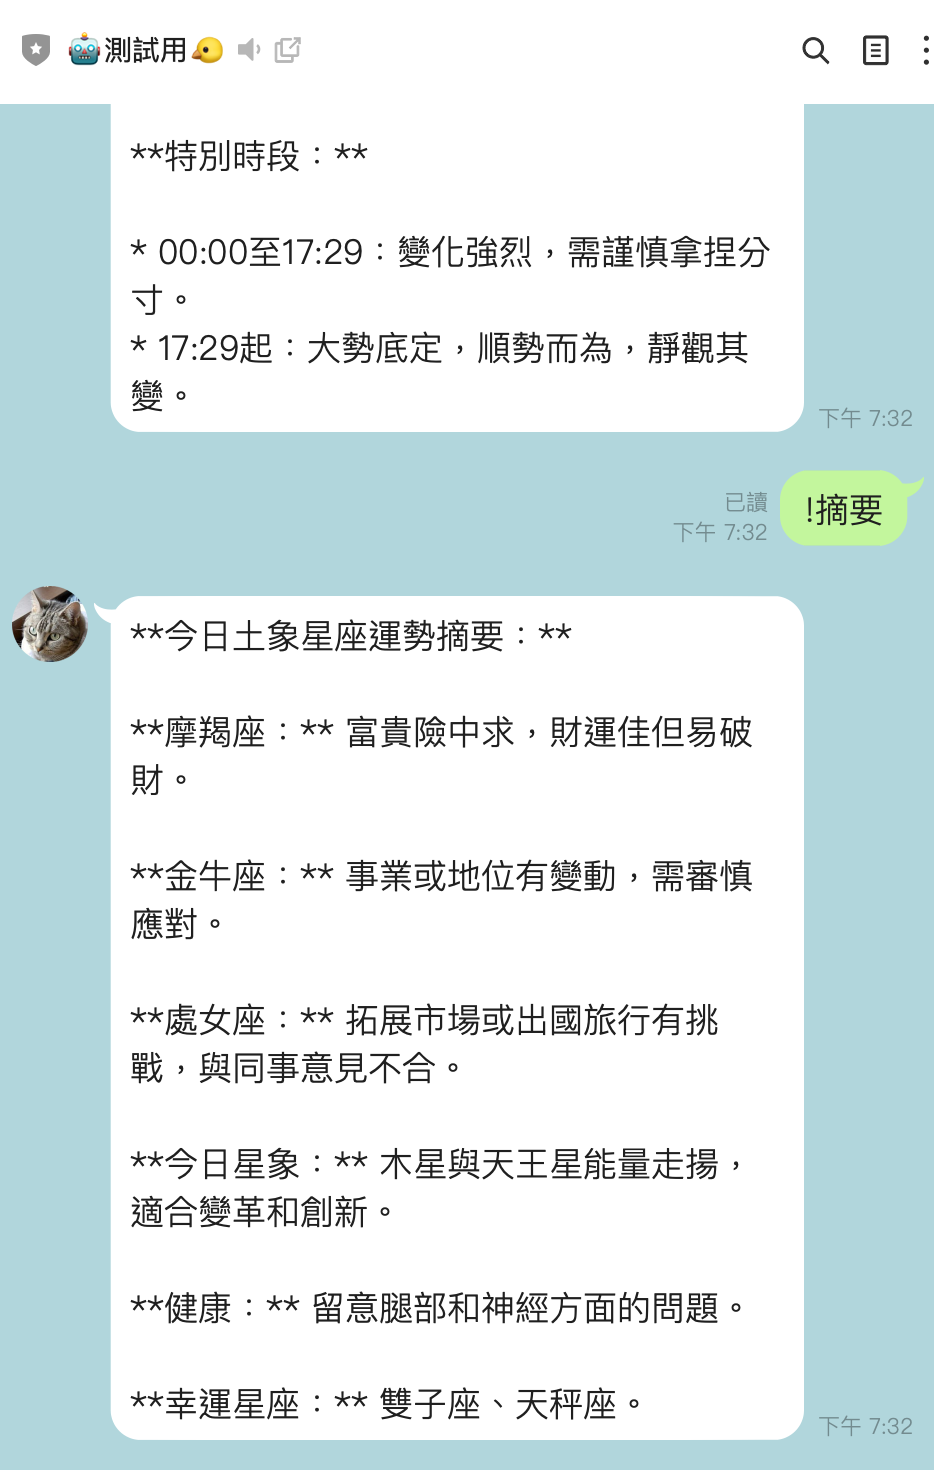 測試用
**特別時段：**
* 00:00至17:29：變化強烈，需謹慎拿捏分
寸。
* 17:29起：大勢底定，順勢而為，靜觀其
變。
下午 7:32
已讀
下午 7:32
!摘要
**今日土象星座運勢摘要：**
**摩羯座：** 富貴險中求，財運佳但易破
財。
**金牛座：** 事業或地位有變動，需審慎
應對。
**處女座：** 拓展市場或出國旅行有挑
戰，與同事意見不合。
**今日星象：** 木星與天王星能量走揚，
適合變革和創新。
**健康：** 留意腿部和神經方面的問題。
**幸運星座：** 雙子座、天秤座。
下午 7:32